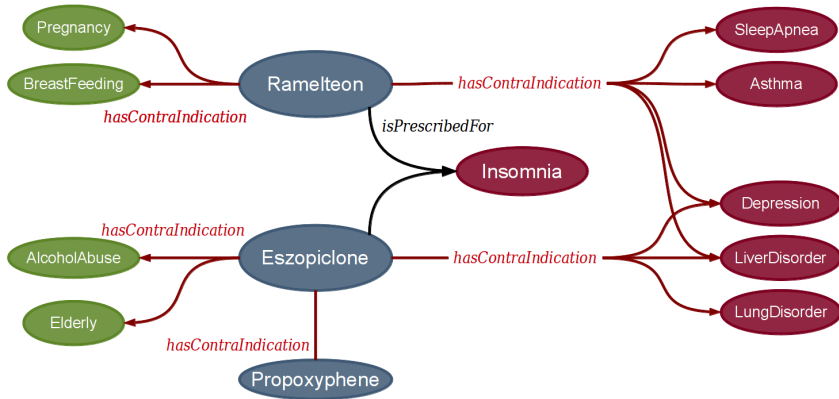 Pregnancy
SleepApnea
BreastFeeding
Ramelteon
hasContraIndication
Asthma
hasContraIndication
isPrescribedFor
Insomnia
Depression
hasContraIndication
AlcoholAbuse
Eszopiclone
hasContraIndication
LiverDisorder
Elderly
LungDisorder
hasContraIndication
Propoxyphene